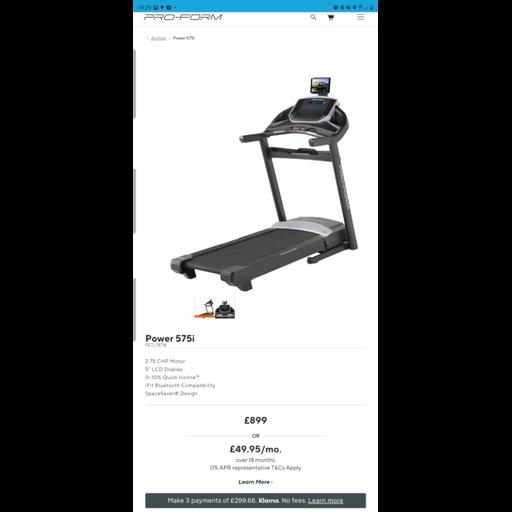 19:29
PRO-FORM
Power 575i
Power 575i
2.75 CHP Motor
5" LCD Display
0-10% Quick Incline™
iFit Bluetooth Compatibility
SpaceSaver® Design
£899
OR
£49.95/mo.
over 18 months
0% APR representative T&Cs Apply
Learn More ›
Make 3 payments of £299.66. Klarna. No fees. Learn more